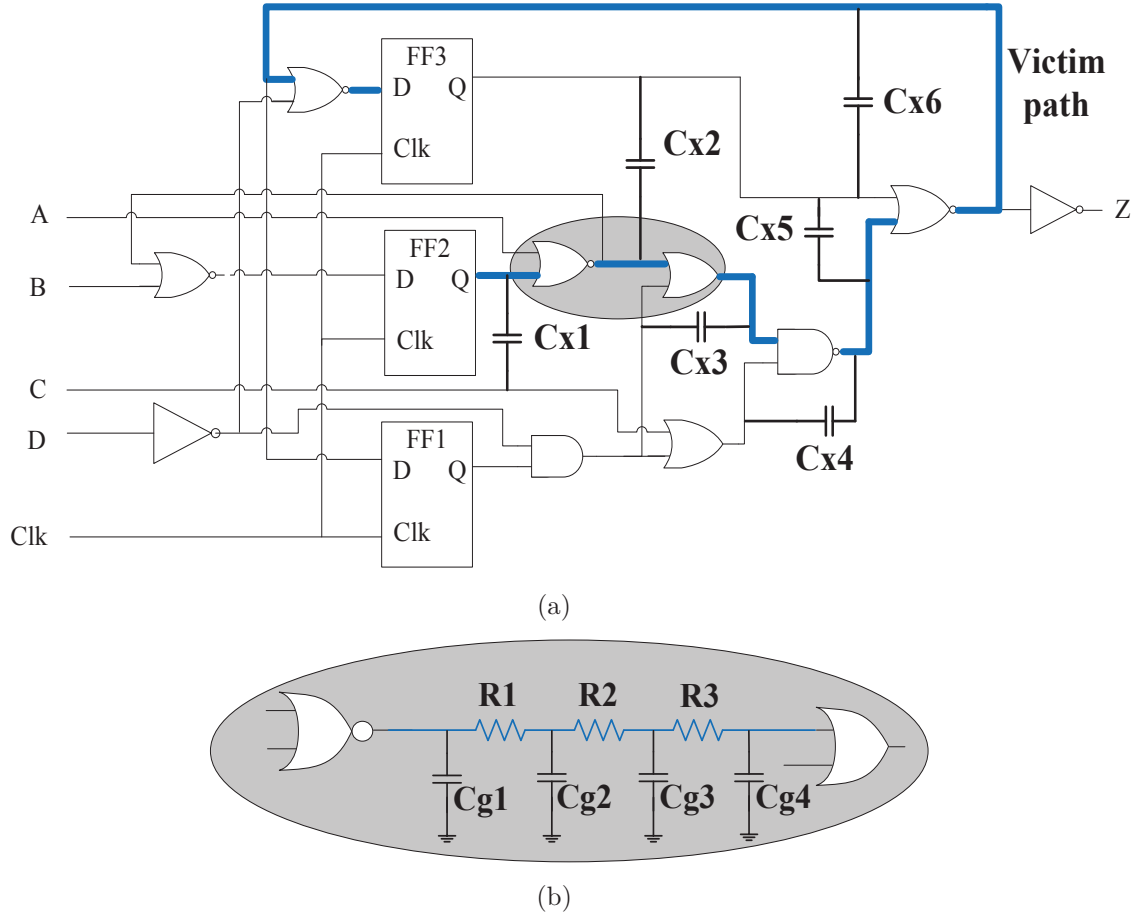 FF3
D Q
Clk
Victim
path
Cx6
Cx2
A
Cx5
FF2
D Q
Clk
B
Cx1
Cx3
C
D
FF1
D Q
Clk
Cx4
Clk
Z
(a)
R1 R2 R3
Cg1 Cg2 Cg3 Cg4
(b)